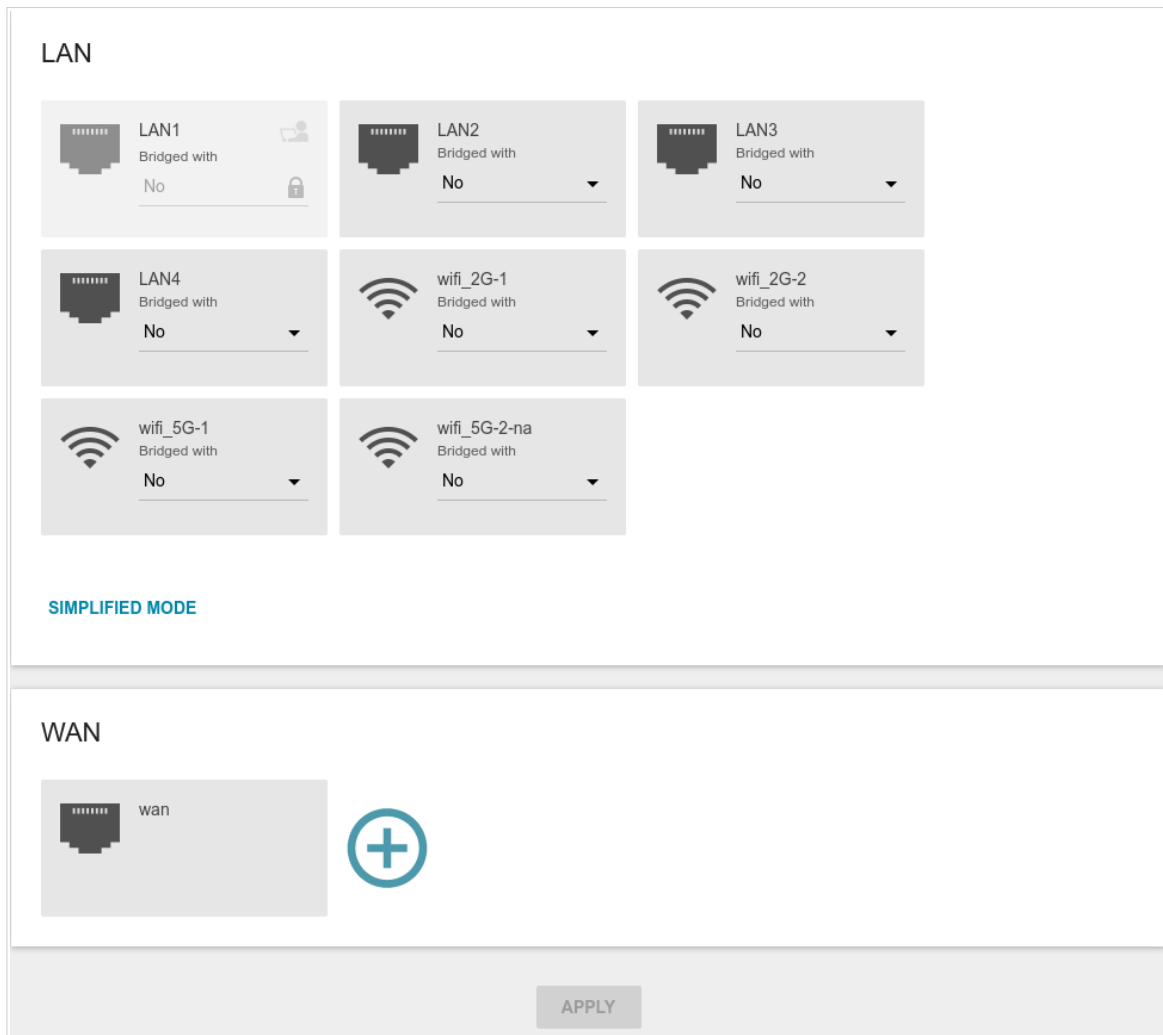 LAN
LAN1
Bridged with
No
LAN2
Bridged with
No
LAN3
Bridged with
No
LAN4
Bridged with
No
wifi_2G-1
Bridged with
No
wifi_2G-2
Bridged with
No
wifi_5G-1
Bridged with
No
wifi_5G-2-na
Bridged with
No
SIMPLIFIED MODE
WAN
wan
APPLY